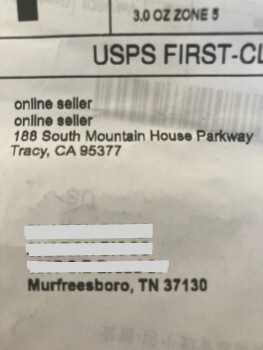 3.0 OZ ZONE 5
USPS FIRST-CL
online seller
online seller
188 South Mountain House Parkway
Tracy, CA 95377
Murfreesboro, TN 37130